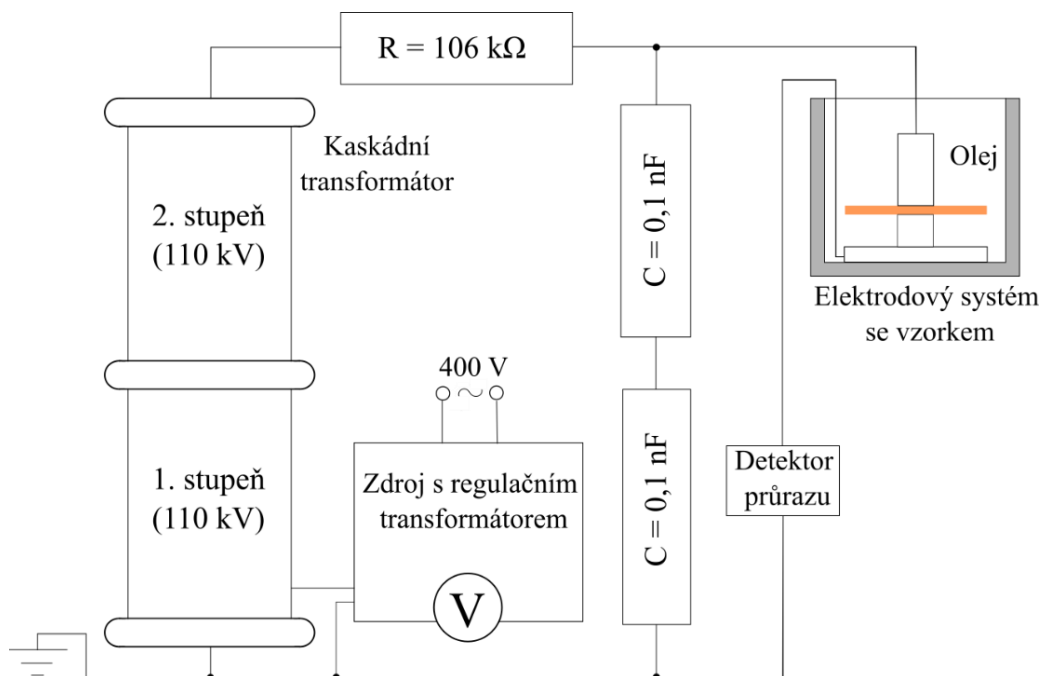 R = 106 kΩ
Kaskádní
transformátor
2. stupeň
(110 kV)
C = 0,1 nF
Olej
Elektrodový systém
se vzorkem
400 V
1. stupeň
(110 kV)
Zdroj s regulačním
transformátorem
V
C = 0,1 nF
Detektor
průrazu